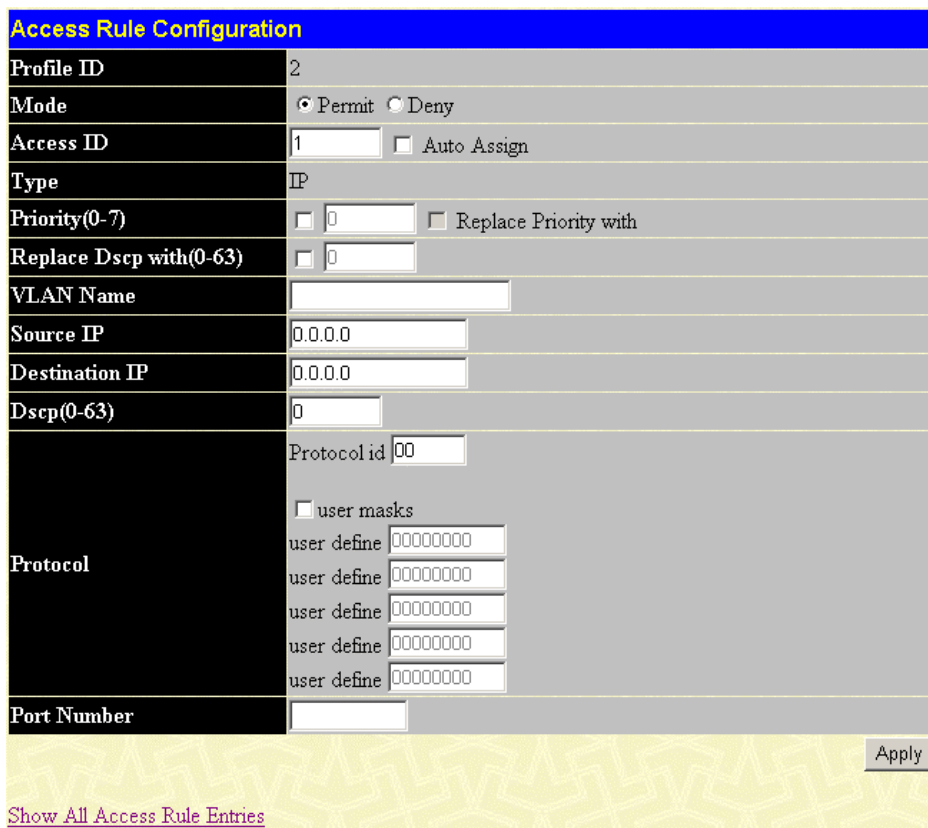 Access Rule Configuration
Profile ID 2
Mode Permit Deny
Access ID 1 Auto Assign
Type IP
Priority(0-7) 0 Replace Priority with
Replace Dscp with(0-63) 0
VLAN Name
Source IP 0.0.0.0
Destination IP 0.0.0.0
Dscp(0-63) 0
Protocol id 00
user masks
user define 00000000
Protocol
user define 00000000
user define 00000000
user define 00000000
user define 00000000
Port Number
Apply
Show All Access Rule Entries